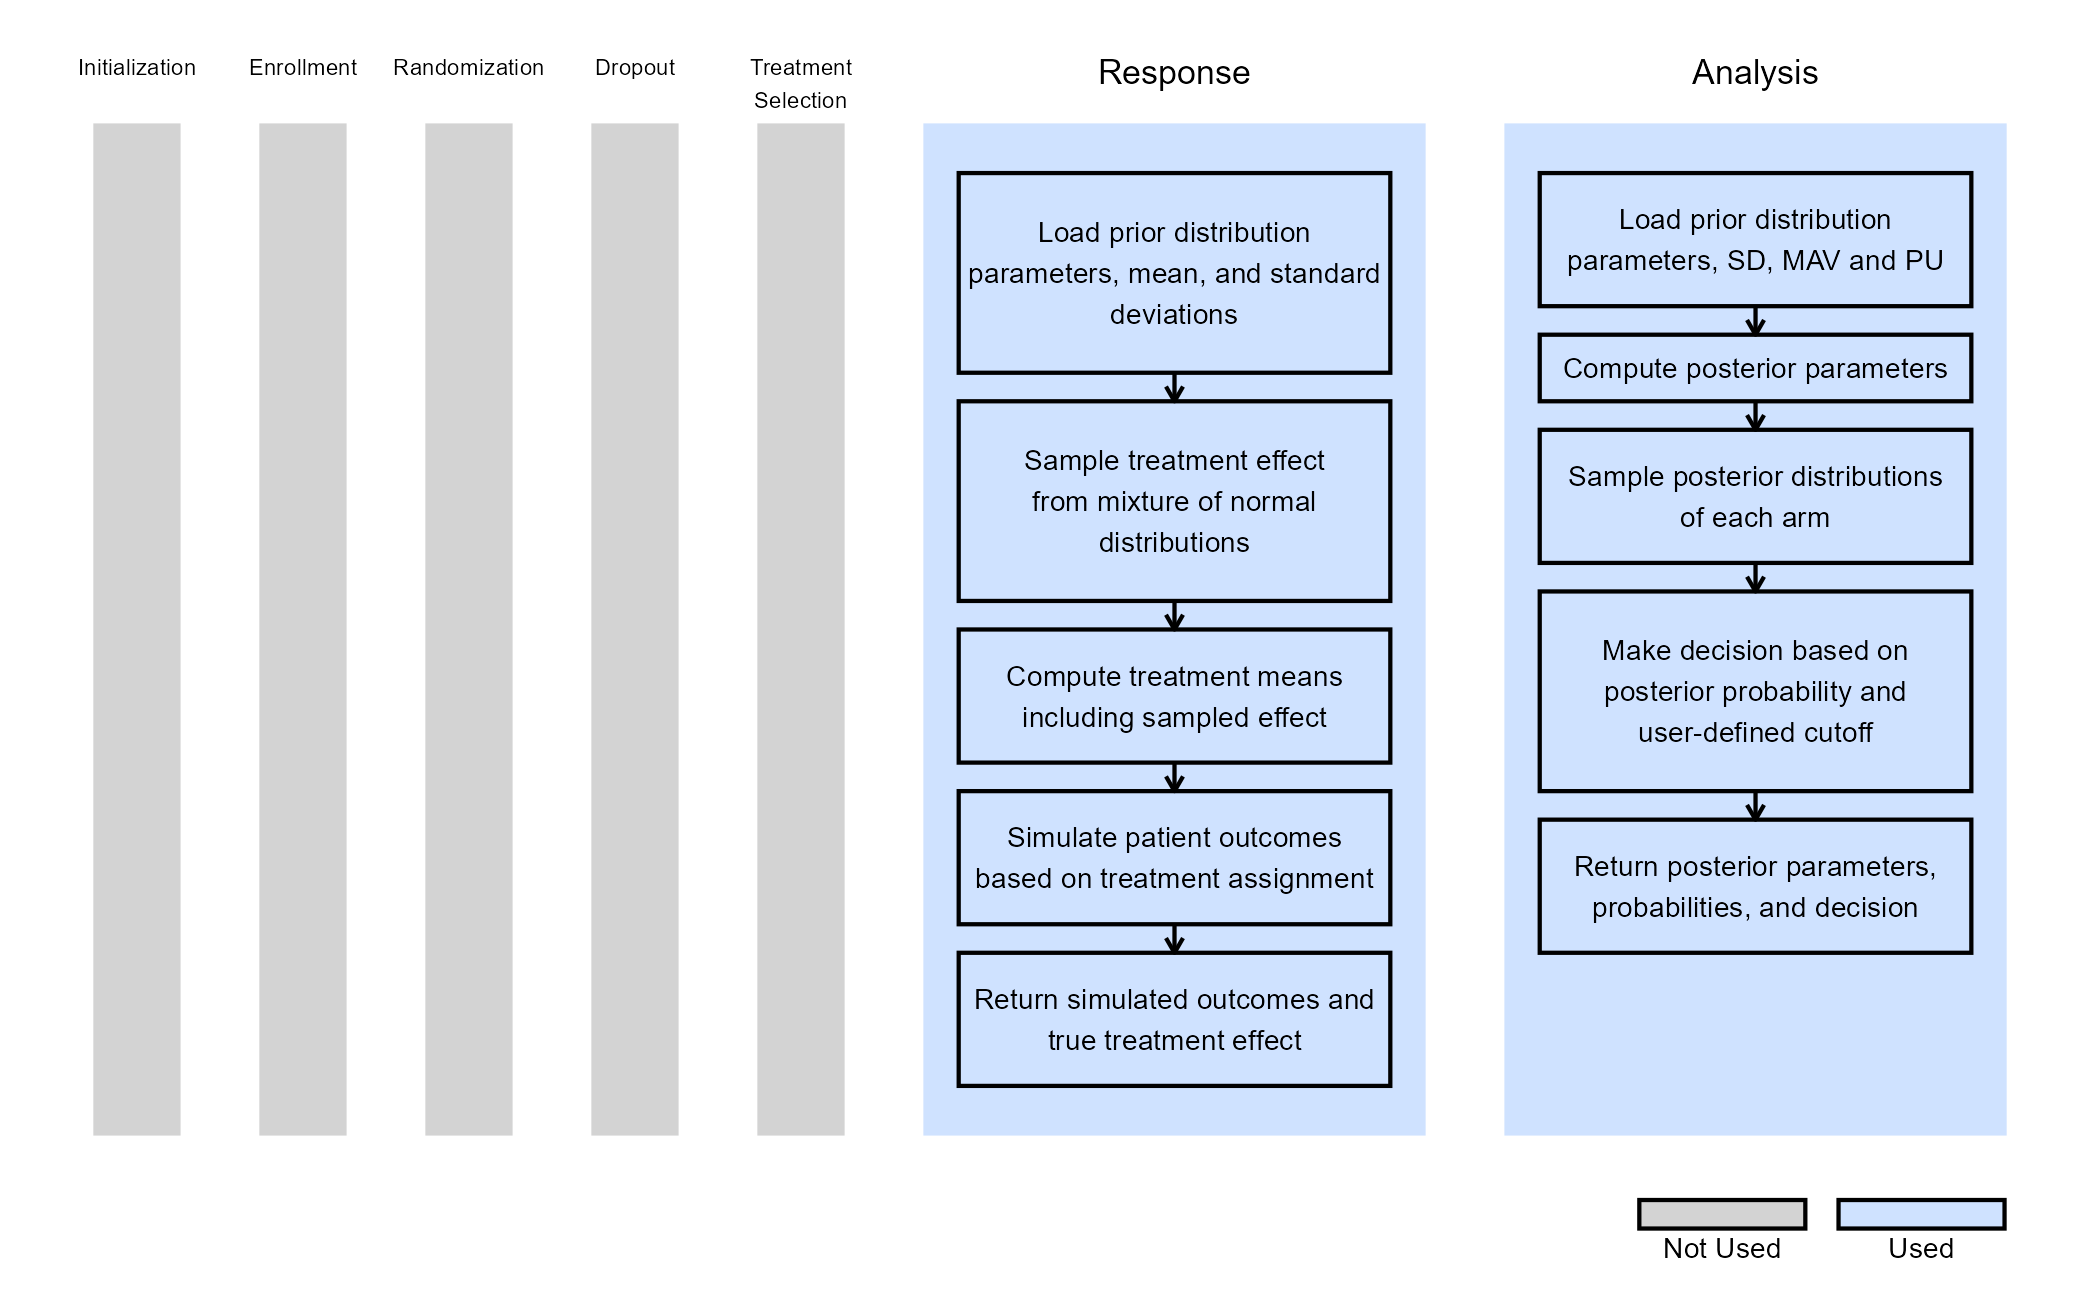 Initialization
Enrollment
Randomization
Dropout
Treatment
Selection
Response
Analysis
Load prior distribution
parameters, mean, and standard
deviations
Sample treatment effect
from mixture of normal
distributions
Compute treatment means
including sampled effect
Simulate patient outcomes
based on treatment assignment
Return simulated outcomes and
true treatment effect
Load prior distribution
parameters, SD, MAV and PU
Compute posterior parameters
Sample posterior distributions
of each arm
Make decision based on
posterior probability and
user-defined cutoff
Return posterior parameters,
probabilities, and decision
Not Used
Used